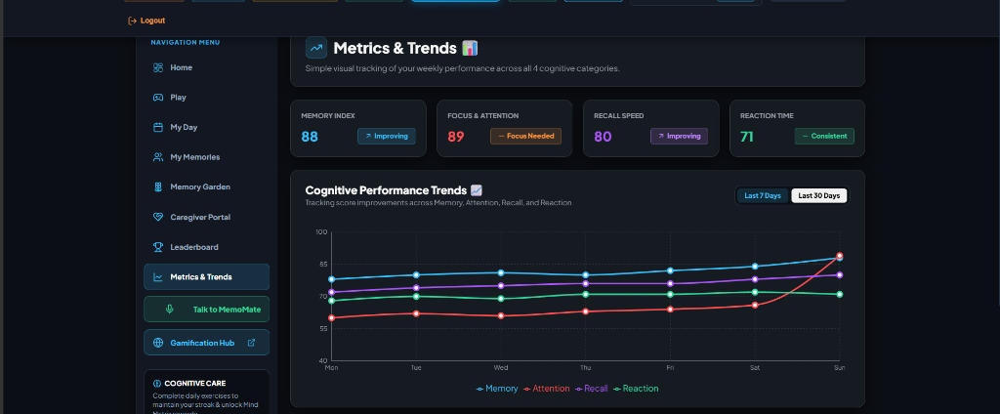 Logout
NAVIGATION MENU
Home
Play
My Day
My Memories
Memory Garden
Caregiver Portal
Leaderboard
Metrics & Trends
Talk to MemoMate
Gamification Hub
COGNITIVE CARE
Complete daily exercises to
maintain your streak & unlock Mind
Metrics & Trends
Simple visual tracking of your weekly performance across all 4 cognitive categories.
MEMORY INDEX
88
Improving
FOCUS & ATTENTION
89
Focus Needed
RECALL SPEED
80
Improving
REACTION TIME
71
Consistent
Cognitive Performance Trends
Tracking score improvements across Memory, Attention, Recall, and Reaction
Last 7 Days
Last 30 Days
100
85
70
55
40
Mon Tue Wed Thu Fri Sat Sun
Memory Attention Recall Reaction